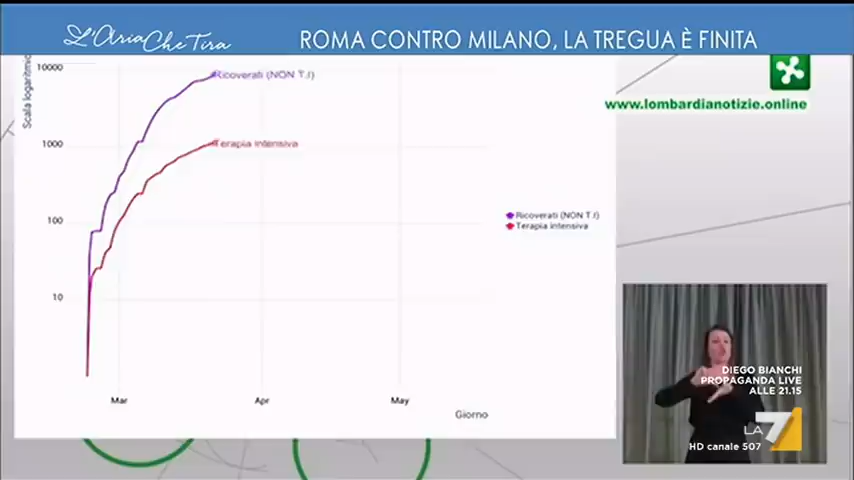 L'Aria Che Tira
ROMA CONTRO MILANO, LA TREGUA È FINITA
www.lombardianotizie.online
Scala logaritmic
10000
1000
100
10
Ricoverati (NON T.I)
Terapia intensiva
Ricoverati (NON T.I)
Terapia intensiva
Mar
Apr
May
Giorno
DIEGO BIANCHI
PROPAGANDA LIVE
ALLE 21.15
LA7
HD canale 507